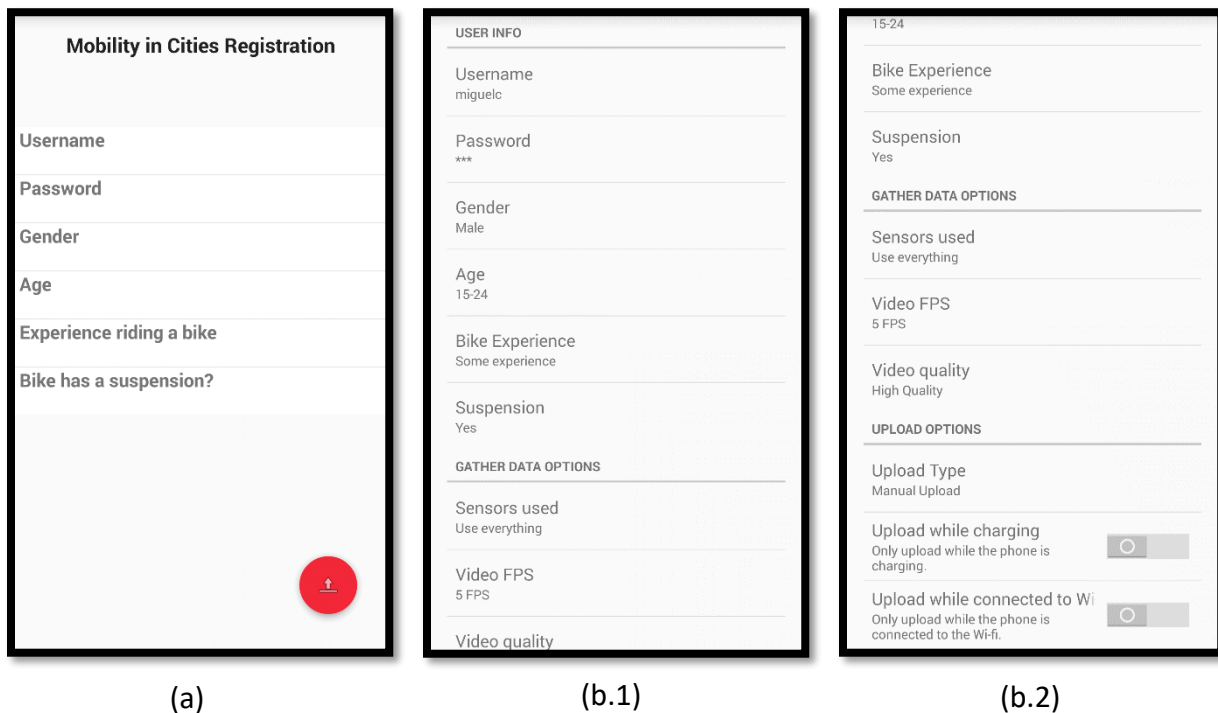 Mobility in Cities Registration
Username
Password
Gender
Age
Experience riding a bike
Bike has a suspension?
(a)
USER INFO
Username
miguelc
Password
***
Gender
Male
Age
15-24
Bike Experience
Some experience
Suspension
Yes
GATHER DATA OPTIONS
Sensors used
Use everything
Video FPS
5 FPS
Video quality
(b.1)
15-24
Bike Experience
Some experience
Suspension
Yes
GATHER DATA OPTIONS
Sensors used
Use everything
Video FPS
5 FPS
Video quality
High Quality
UPLOAD OPTIONS
Upload Type
Manual Upload
Upload while charging
Only upload while the phone is
charging.
Upload while connected to Wi
Only upload while the phone is
connected to the Wi-fi.
(b.2)